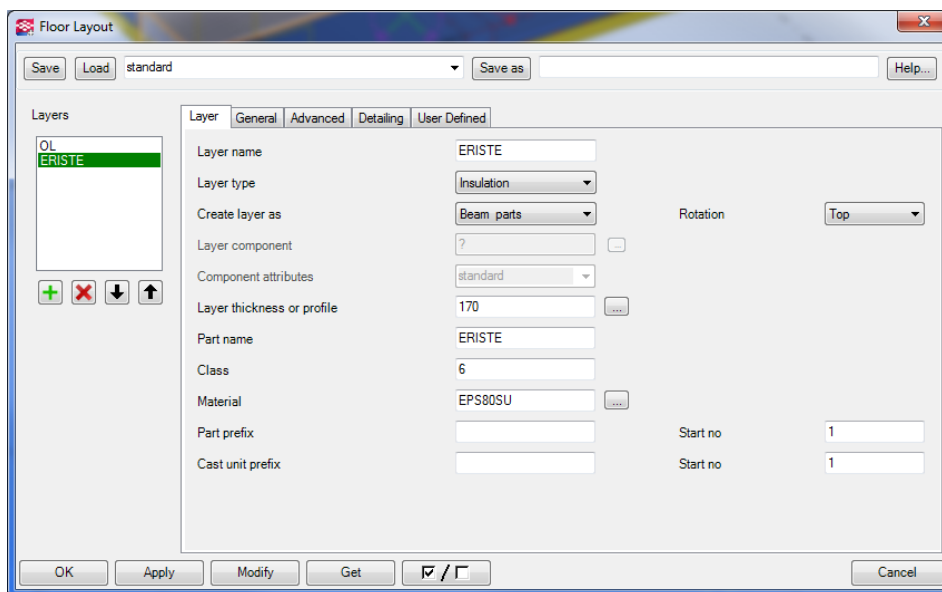 Floor Layout
Save Load standard Save as Help...
Layers
OL
ERISTE
Layer General Advanced Detailing User Defined
Layer name ERISTE
Layer type Insulation
Create layer as Beam parts Rotation Top
Layer component ? ...
Component attributes standard
Layer thickness or profile 170 ...
Part name ERISTE
Class 6
Material EPS80SU ...
Part prefix Start no 1
Cast unit prefix Start no 1
OK Apply Modify Get / Cancel